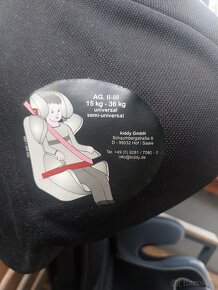 AG. II-III
15 kg - 36 kg
universal
semi-universal
kiddy GmbH
Schaumbergstraße 8
D - 95032 Hof / Saale
Tel. +49 (0) 9281 / 7080 - 0
info@kiddy.de